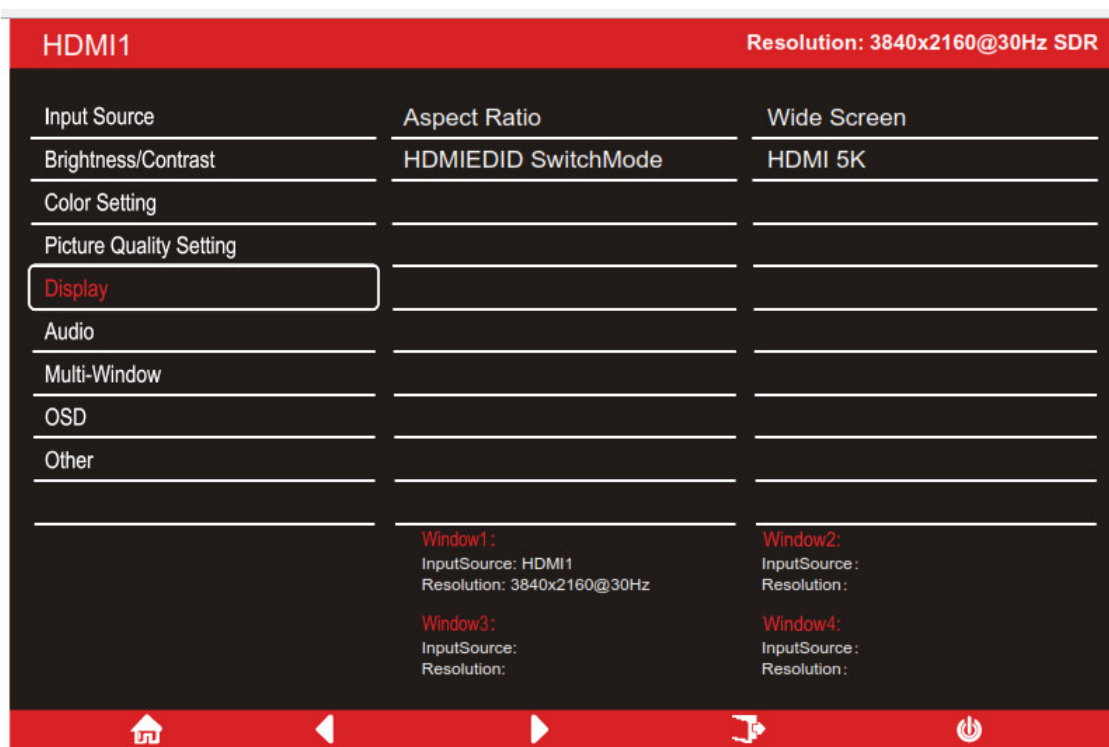 HDMI1
Resolution: 3840x2160@30Hz SDR
Input Source
Aspect Ratio
Wide Screen
Brightness/Contrast
HDMIEDID SwitchMode
HDMI 5K
Color Setting
Picture Quality Setting
Display
Audio
Multi-Window
OSD
Other
Window1:
InputSource: HDMI1
Resolution: 3840x2160@30Hz
Window2:
InputSource:
Resolution:
Window3:
InputSource:
Resolution:
Window4:
InputSource:
Resolution: